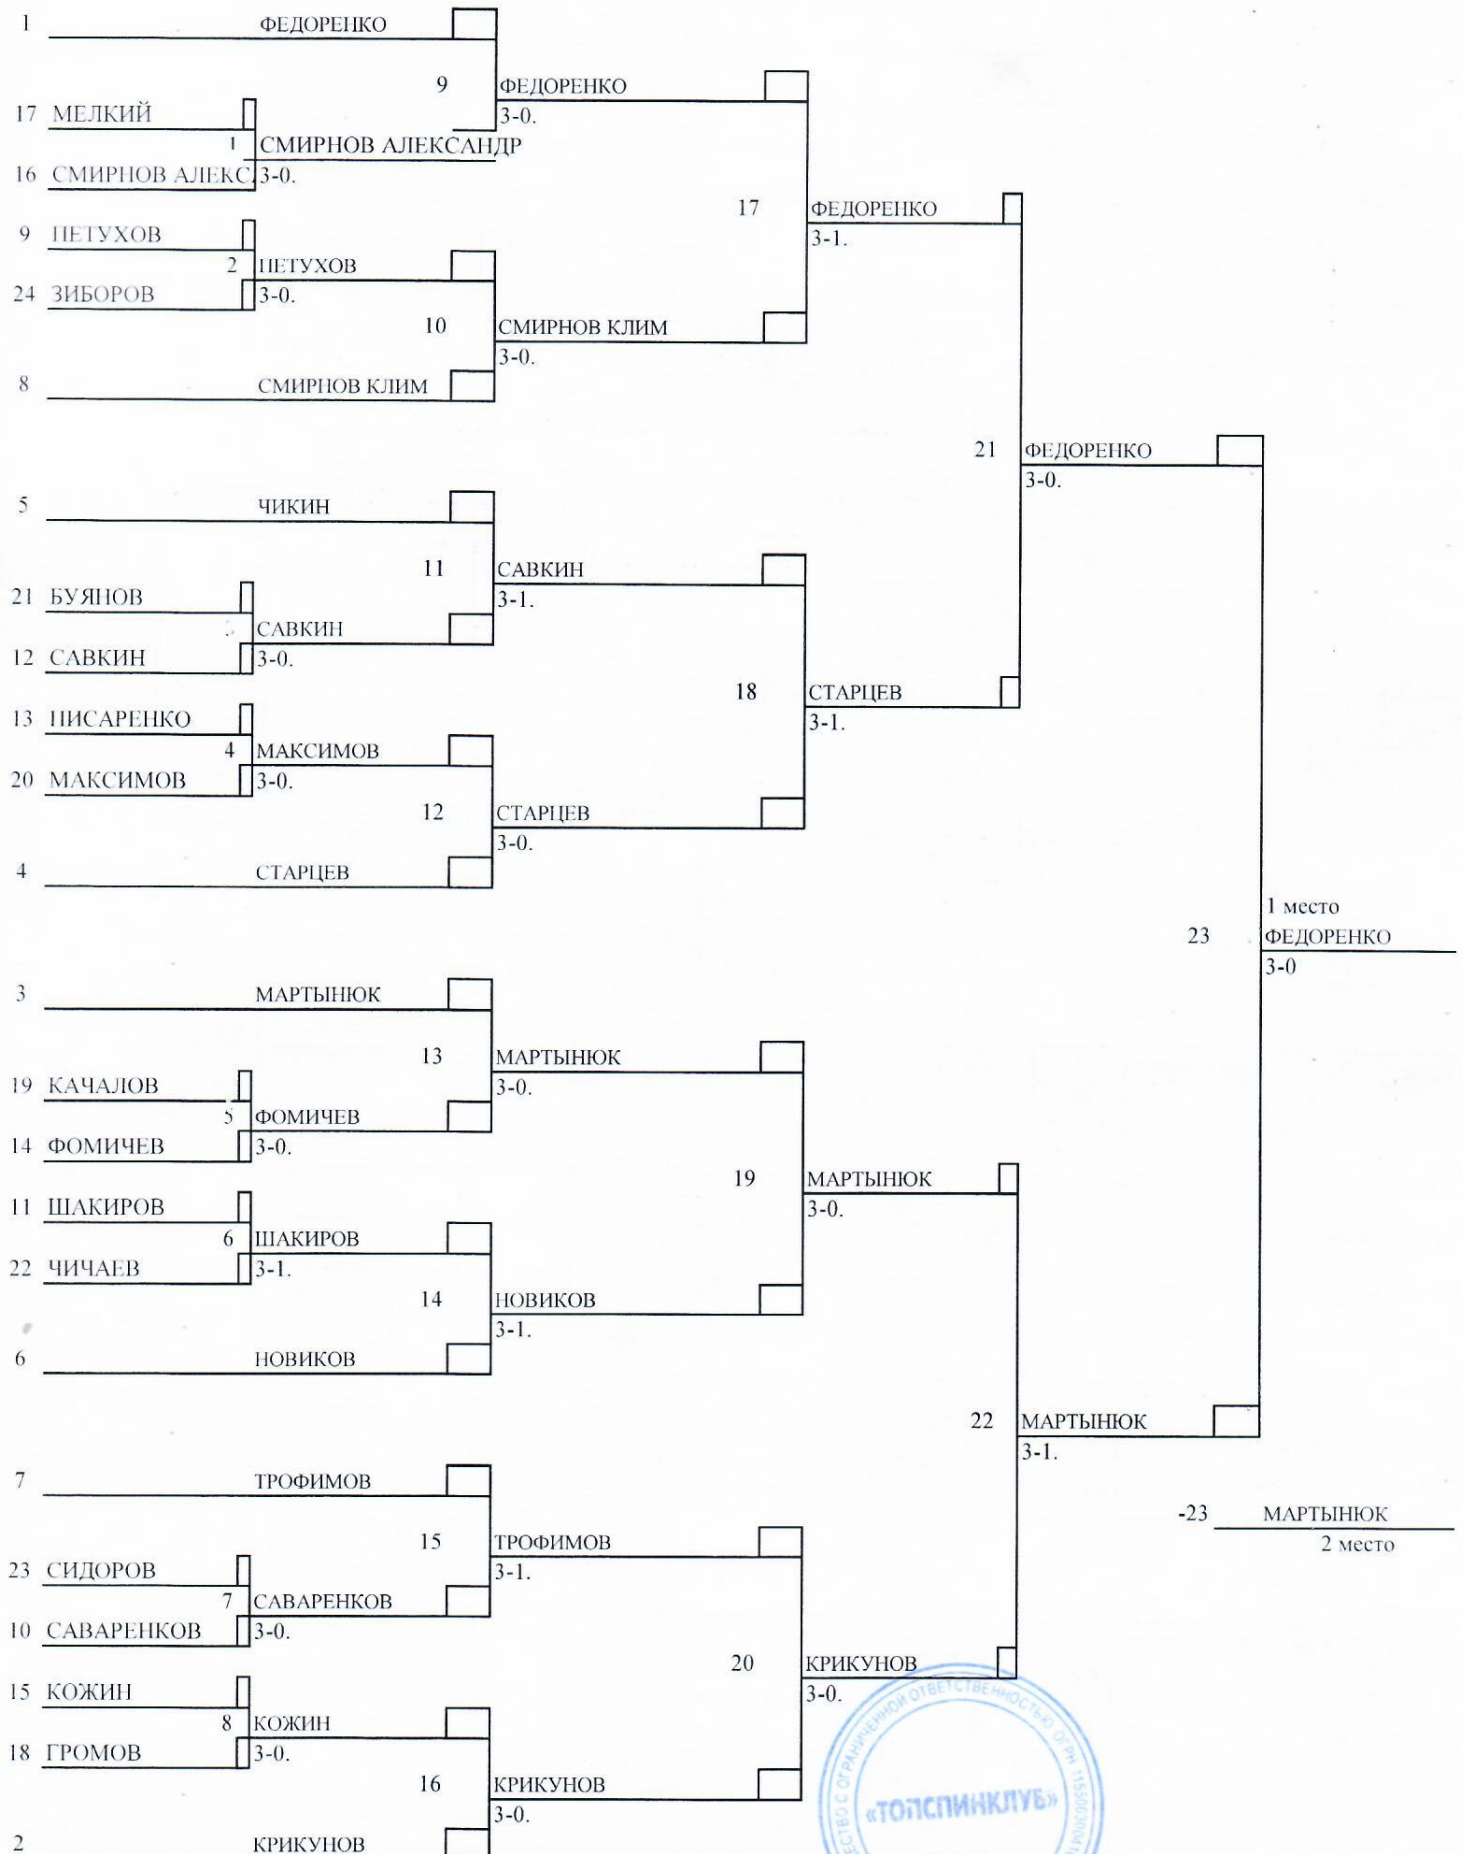 1 ФЕДОРЕНКО
9 ФЕДОРЕНКО
3-0.
17 МЕЛКИЙ
1 СМИРНОВ АЛЕКСАНДР
16 СМИРНОВ АЛЕКС 3-0.
17 ФЕДОРЕНКО
3-1.
9 ПЕТУХОВ
2 ПЕТУХОВ
24 ЗИБОРОВ 3-0.
10 СМИРНОВ КЛИМ
3-0.
8 СМИРНОВ КЛИМ
21 ФЕДОРЕНКО
3-0.
5 ЧИКИН
11 САВКИН
3-1.
21 БУЯНОВ
САВКИН
12 САВКИН 3-0.
18 СТАРЦЕВ
3-1.
13 ПИСАРЕНКО
4 МАКСИМОВ
20 МАКСИМОВ 3-0.
12 СТАРЦЕВ
3-0.
4 СТАРЦЕВ
1 место
23 ФЕДОРЕНКО
3-0
3 МАРТЫНЮК
13 МАРТЫНЮК
3-0.
19 КАЧАЛОВ
5 ФОМИЧЕВ
14 ФОМИЧЕВ 3-0.
19 МАРТЫНЮК
3-0.
11 ШАКИРОВ
6 ШАКИРОВ
22 ЧИЧАЕВ 3-1.
14 НОВИКОВ
3-1.
6 НОВИКОВ
22 МАРТЫНЮК
3-1.
7 ТРОФИМОВ
-23 МАРТЫНЮК
2 место
15 ТРОФИМОВ
3-1.
23 СИДОРОВ
7 САВАРЕНКОВ
10 САВАРЕНКОВ 3-0.
20 КРИКУНОВ
3-0.
15 КОЖИН
8 КОЖИН
18 ГРОМОВ 3-0.
16 КРИКУНОВ
3-0.
2 КРИКУНОВ
С ОГРАНИЧЕННОЙ ОТВЕТСТВЕННОСТЬЮ ОГРН
«ТОПСПИНКЛУБ»